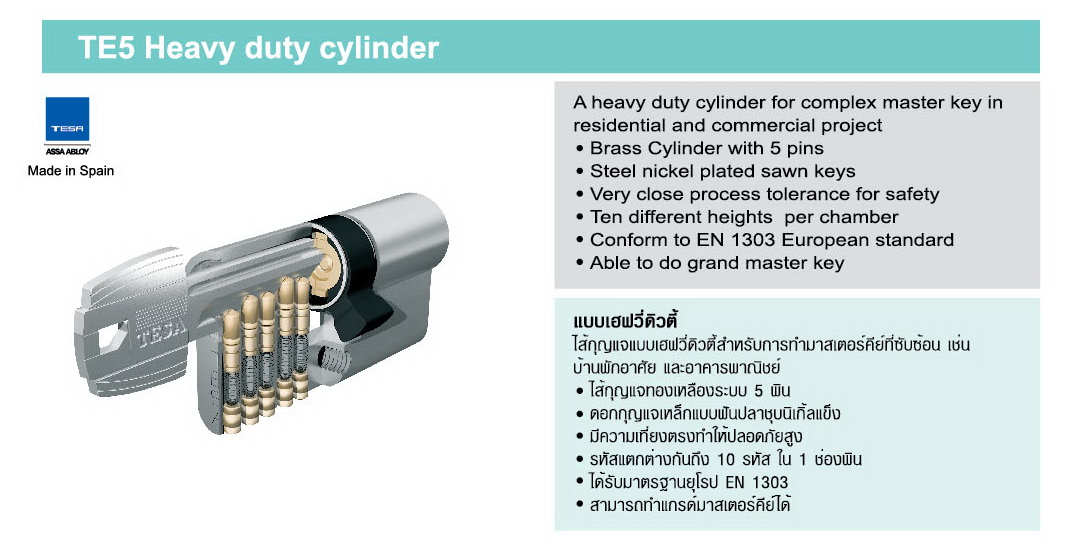 TE5 Heavy duty cylinder
TESA
ASSA ABLOY
Made in Spain
TESA
A heavy duty cylinder for complex master key in
residential and commercial project
• Brass Cylinder with 5 pins
• Steel nickel plated sawn keys
• Very close process tolerance for safety
• Ten different heights per chamber
• Conform to EN 1303 European standard
• Able to do grand master key
แบบเฮฟวี่ดิวตี้
ไส้กุญแจแบบเฮฟวี่ดิวตี้สำหรับการทำมาสเตอร์คีย์ที่ซับซ้อน เช่น
บ้านพักอาศัย และอาคารพาณิชย์
• ไส้กุญแจทองเหลืองระบบ 5 พิน
• ดอกกุญแจเหล็กแบบฟันปลาชุบนิเกิ้ลแข็ง
• มีความเที่ยงตรงทำให้ปลอดภัยสูง
• รหัสแตกต่างกันถึง 10 รหัส ใน 1 ช่องพิน
• ได้รับมาตรฐานยุโรป EN 1303
• สามารถทำแกรด์มาสเตอร์คีย์ได้